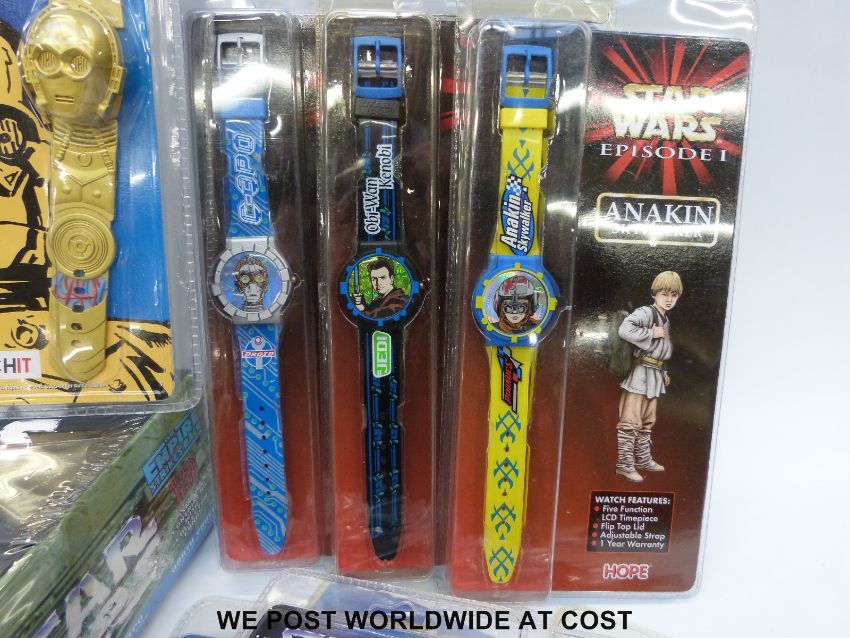 CHIT
C-3PO
DROID
Obi-Wan
Kenobi
JEDI
Anakin
Skywalker
STAR
WARS
EPISODE I
ANAKIN
WATCH FEATURES:
Five Function
LCD Timepiece
Flip Top Lid
Adjustable Strap
1 Year Warranty
HOPE
WE POST WORLDWIDE AT COST